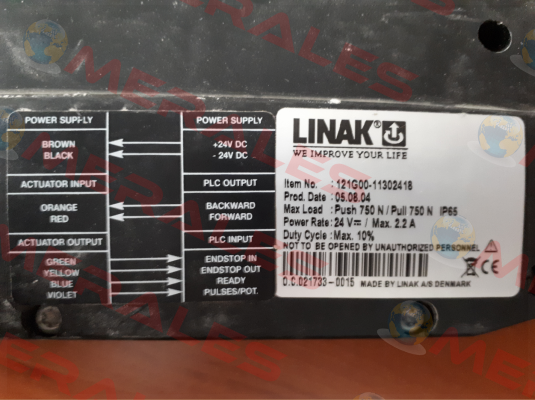 POWER SUPPLY POWER SUPPLY
BROWN +24V DC
BLACK - 24V DC
ACTUATOR INPUT PLC OUTPUT
ORANGE BACKWARD
RED FORWARD
ACTUATOR OUTPUT PLC INPUT
GREEN ENDSTOP IN
YELLOW ENDSTOP OUT
BLUE READY
VIOLET PULSES/POT.
LINAK®
WE IMPROVE YOUR LIFE
Item No. : 121G00-11302418
Prod. Date : 05.08.04
Max Load : Push 750 N / Pull 750 N IP65
Power Rate: 24 V⎓ / Max. 2.2 A
Duty Cycle : Max. 10%
NOT TO BE OPENED BY UNAUTHORIZED PERSONNEL
CE
O.C.021733-0015 MADE BY LINAK A/S DENMARK
MERALES